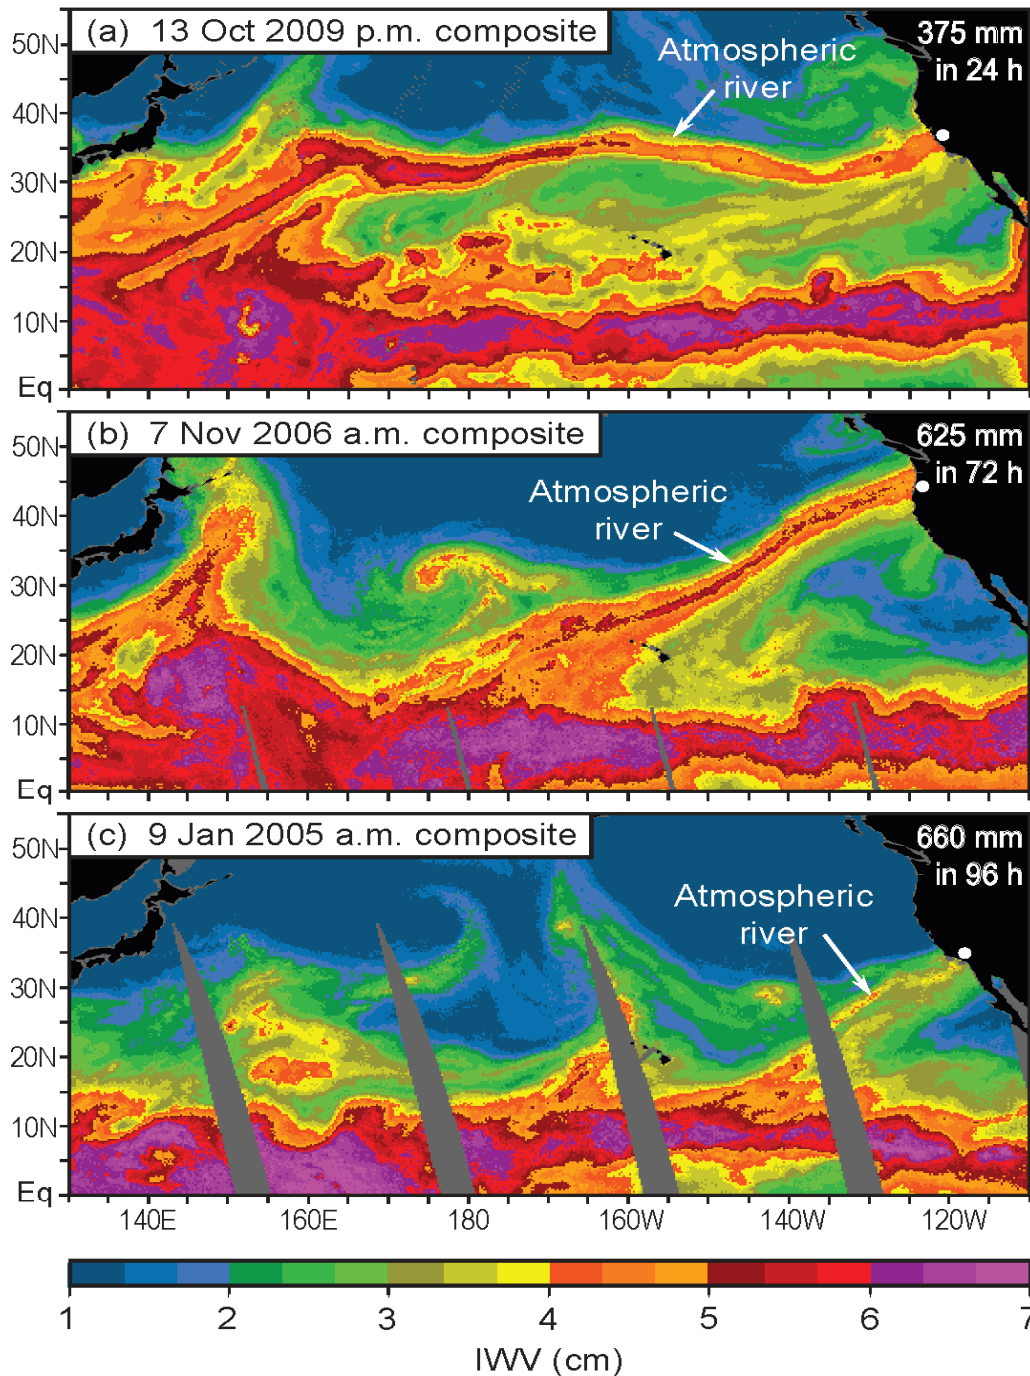 (a) 13 Oct 2009 p.m. composite
375 mm
in 24 h
Atmospheric
river
50N
40N
30N
20N
10N
Eq
(b) 7 Nov 2006 a.m. composite
625 mm
in 72 h
Atmospheric
river
50N
40N
30N
20N
10N
Eq
(c) 9 Jan 2005 a.m. composite
660 mm
in 96 h
Atmospheric
river
50N
40N
30N
20N
10N
Eq
140E 160E 180 160W 140W 120W
1 2 3 4 5 6 7
IWV (cm)